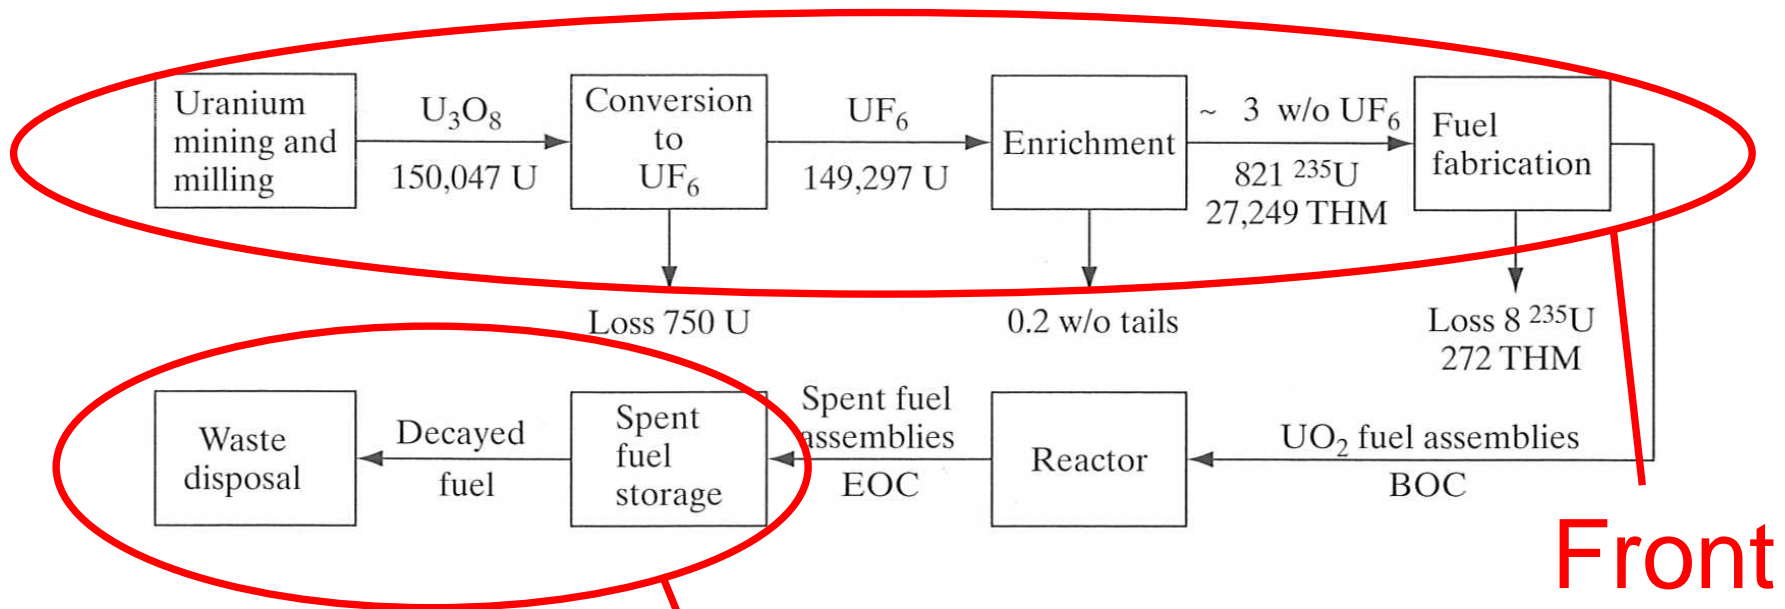 Uranium
mining and
milling
U₃O₈
150,047 U
Conversion
to
UF₆
UF₆
149,297 U
Enrichment
~ 3 w/o UF₆
821 ²³⁵U
27,249 THM
Fuel
fabrication
Loss 750 U
0.2 w/o tails
Loss 8 ²³⁵U
272 THM
Waste
disposal
Decayed
fuel
Spent
fuel
storage
Spent fuel
assemblies
EOC
Reactor
UO₂ fuel assemblies
BOC
Front